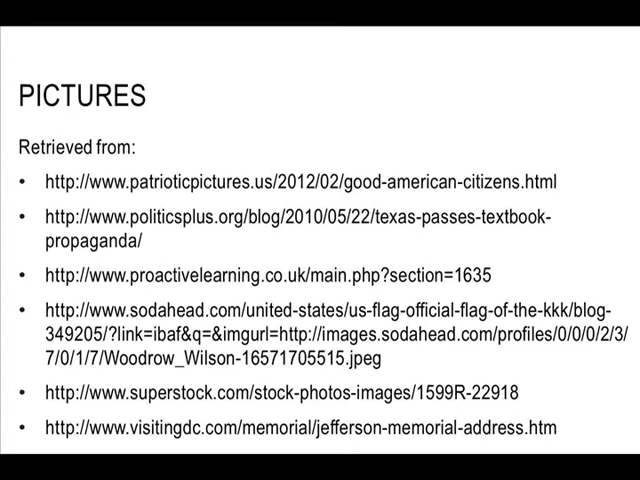 PICTURES
Retrieved from:
• http://www.patrioticpictures.us/2012/02/good-american-citizens.html
• http://www.politicsplus.org/blog/2010/05/22/texas-passes-textbook-
propaganda/
• http://www.proactivelearning.co.uk/main.php?section=1635
• http://www.sodahead.com/united-states/us-flag-official-flag-of-the-kkk/blog-
349205/?link=ibaf&q=&imgurl=http://images.sodahead.com/profiles/0/0/0/2/3/
7/0/1/7/Woodrow_Wilson-16571705515.jpeg
• http://www.superstock.com/stock-photos-images/1599R-22918
• http://www.visitingdc.com/memorial/jefferson-memorial-address.htm